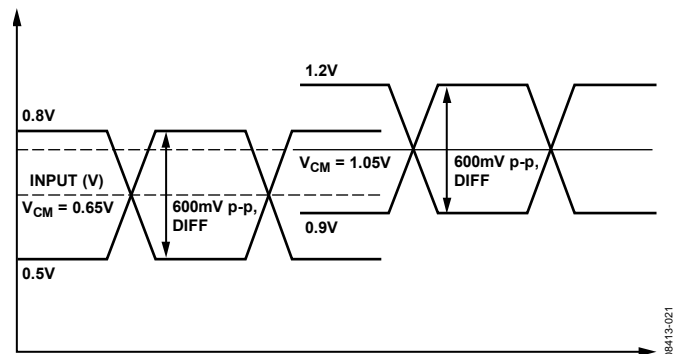 1.2V
0.8V
V_CM = 1.05V
600mV p-p,
DIFF
INPUT (V)
V_CM = 0.65V
600mV p-p,
DIFF
0.9V
0.5V
08413-021